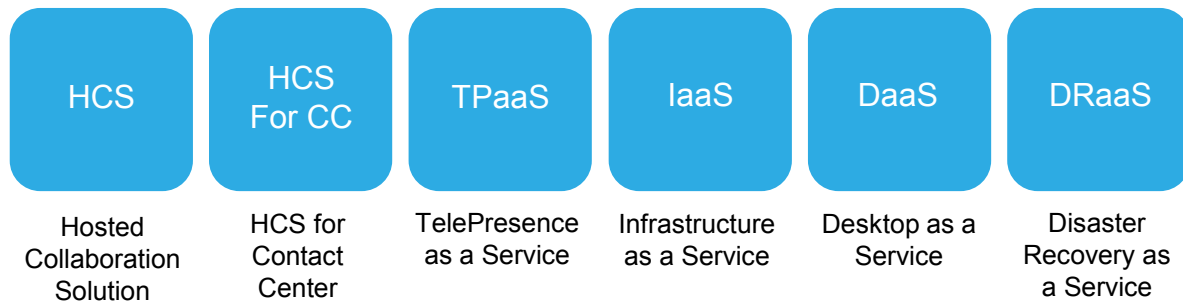 HCS
HCS
For CC
TPaaS
IaaS
DaaS
DRaaS
Hosted
Collaboration
Solution
HCS for
Contact
Center
TelePresence
as a Service
Infrastructure
as a Service
Desktop as a
Service
Disaster
Recovery as
a Service